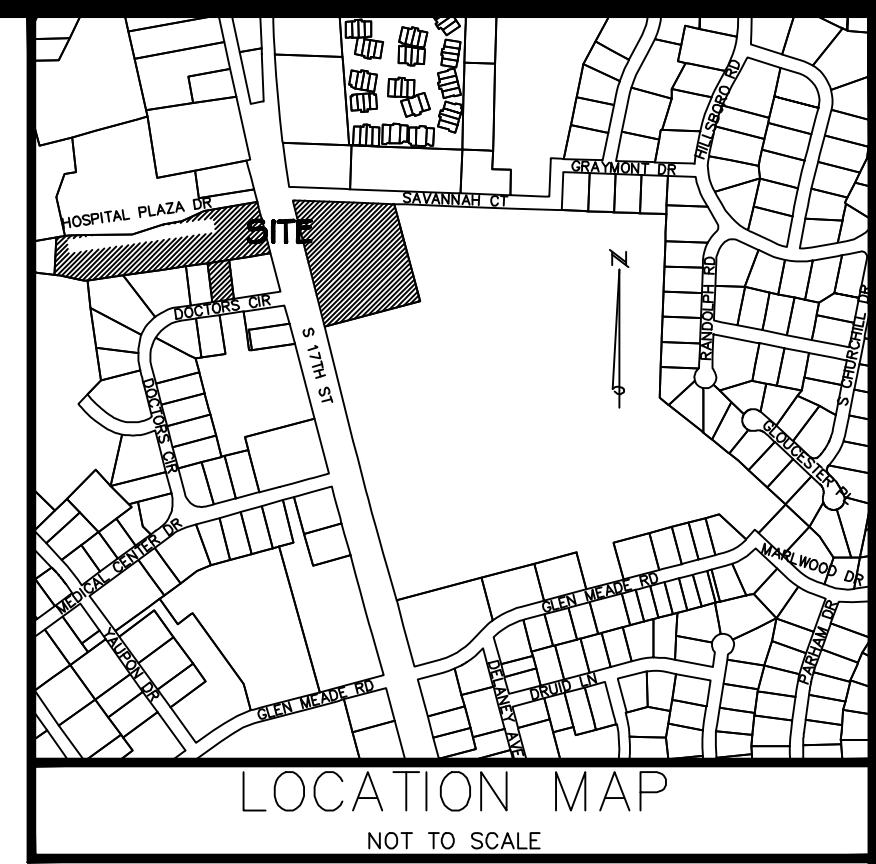 HILLSBORO RD
GRAYMONT DR
SAVANNAH CT
HOSPITAL PLAZA DR
SITE
N
RANDOLPH RD
DOCTORS CIR
S CHURCHILL DR
S 17TH ST
DOCTORS CIR
GLOUCESTER PL
MEDICAL CENTER DR
MARLWOOD DR
GLEN MEADE RD
PARHAM DR
YAUPON DR
DELANEY AVE
DRUID LN
GLEN MEADE RD
LOCATION MAP
NOT TO SCALE